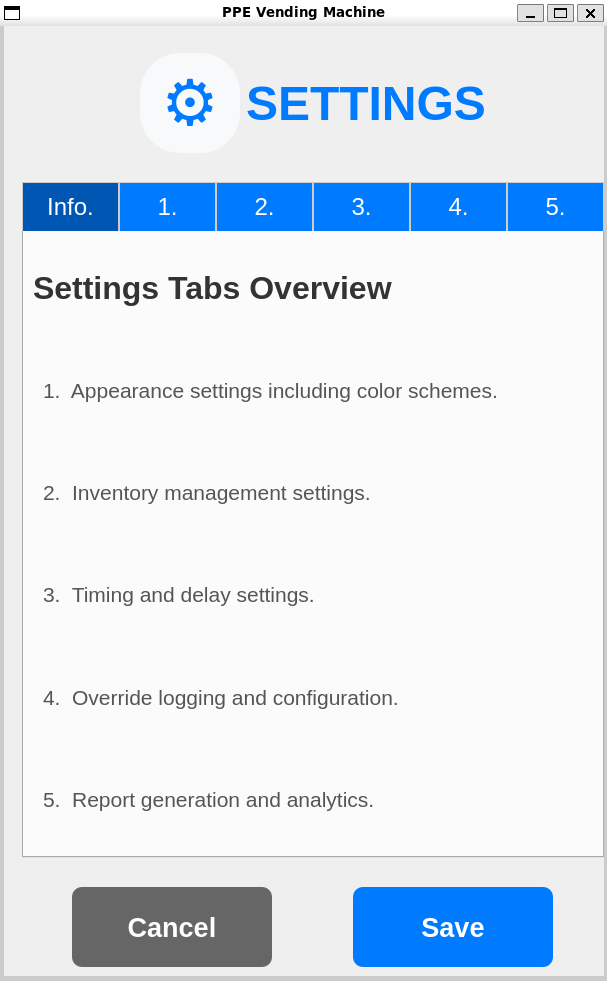 PPE Vending Machine
SETTINGS
Info. 1. 2. 3. 4. 5.
Settings Tabs Overview
1. Appearance settings including color schemes.
2. Inventory management settings.
3. Timing and delay settings.
4. Override logging and configuration.
5. Report generation and analytics.
Cancel Save